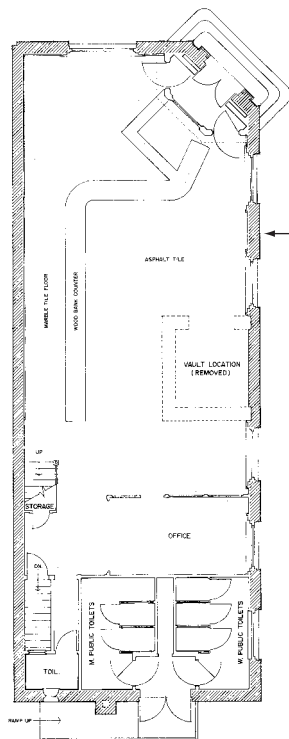 MARBLE TILE FLOOR
WOOD BANK COUNTER
ASPHALT TILE
VAULT LOCATION
(REMOVED)
UP
STORAGE
OFFICE
DN.
M. PUBLIC TOILETS
W. PUBLIC TOILETS
TOIL.
RAMP UP